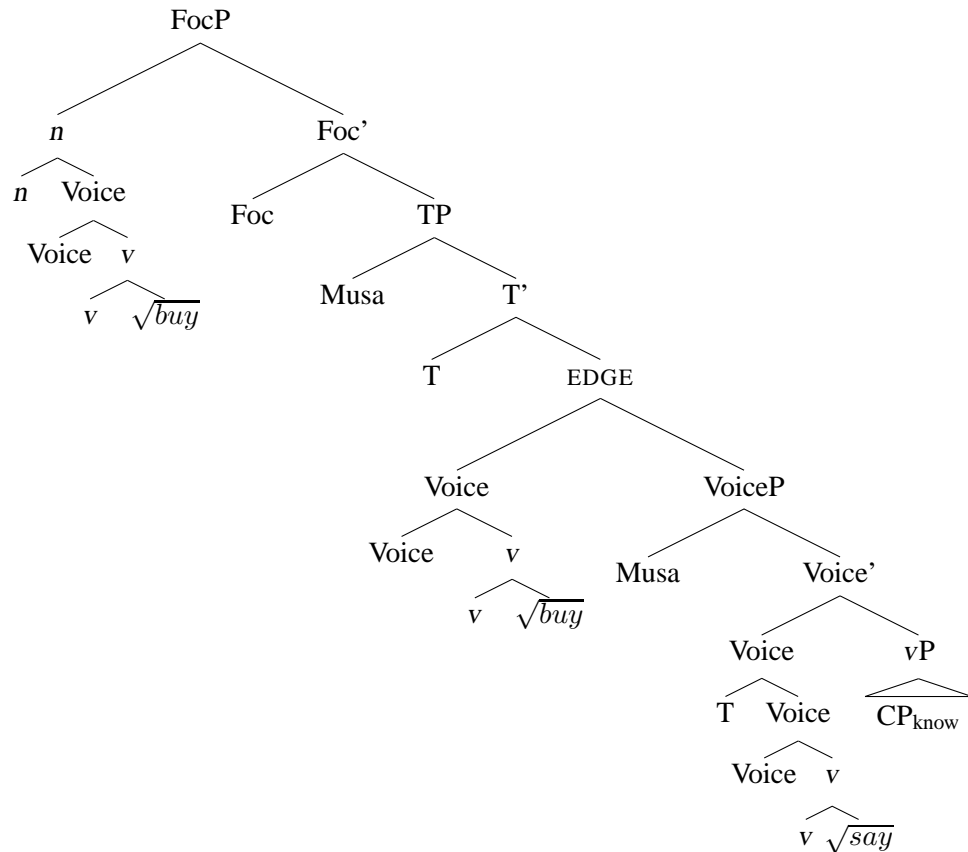 FocP
n Foc’
n Voice Foc TP
Voice v Musa T’
v √buy T EDGE
Voice VoiceP
Voice v Musa Voice’
v √buy Voice vP
T Voice CPknow
Voice v
v √say